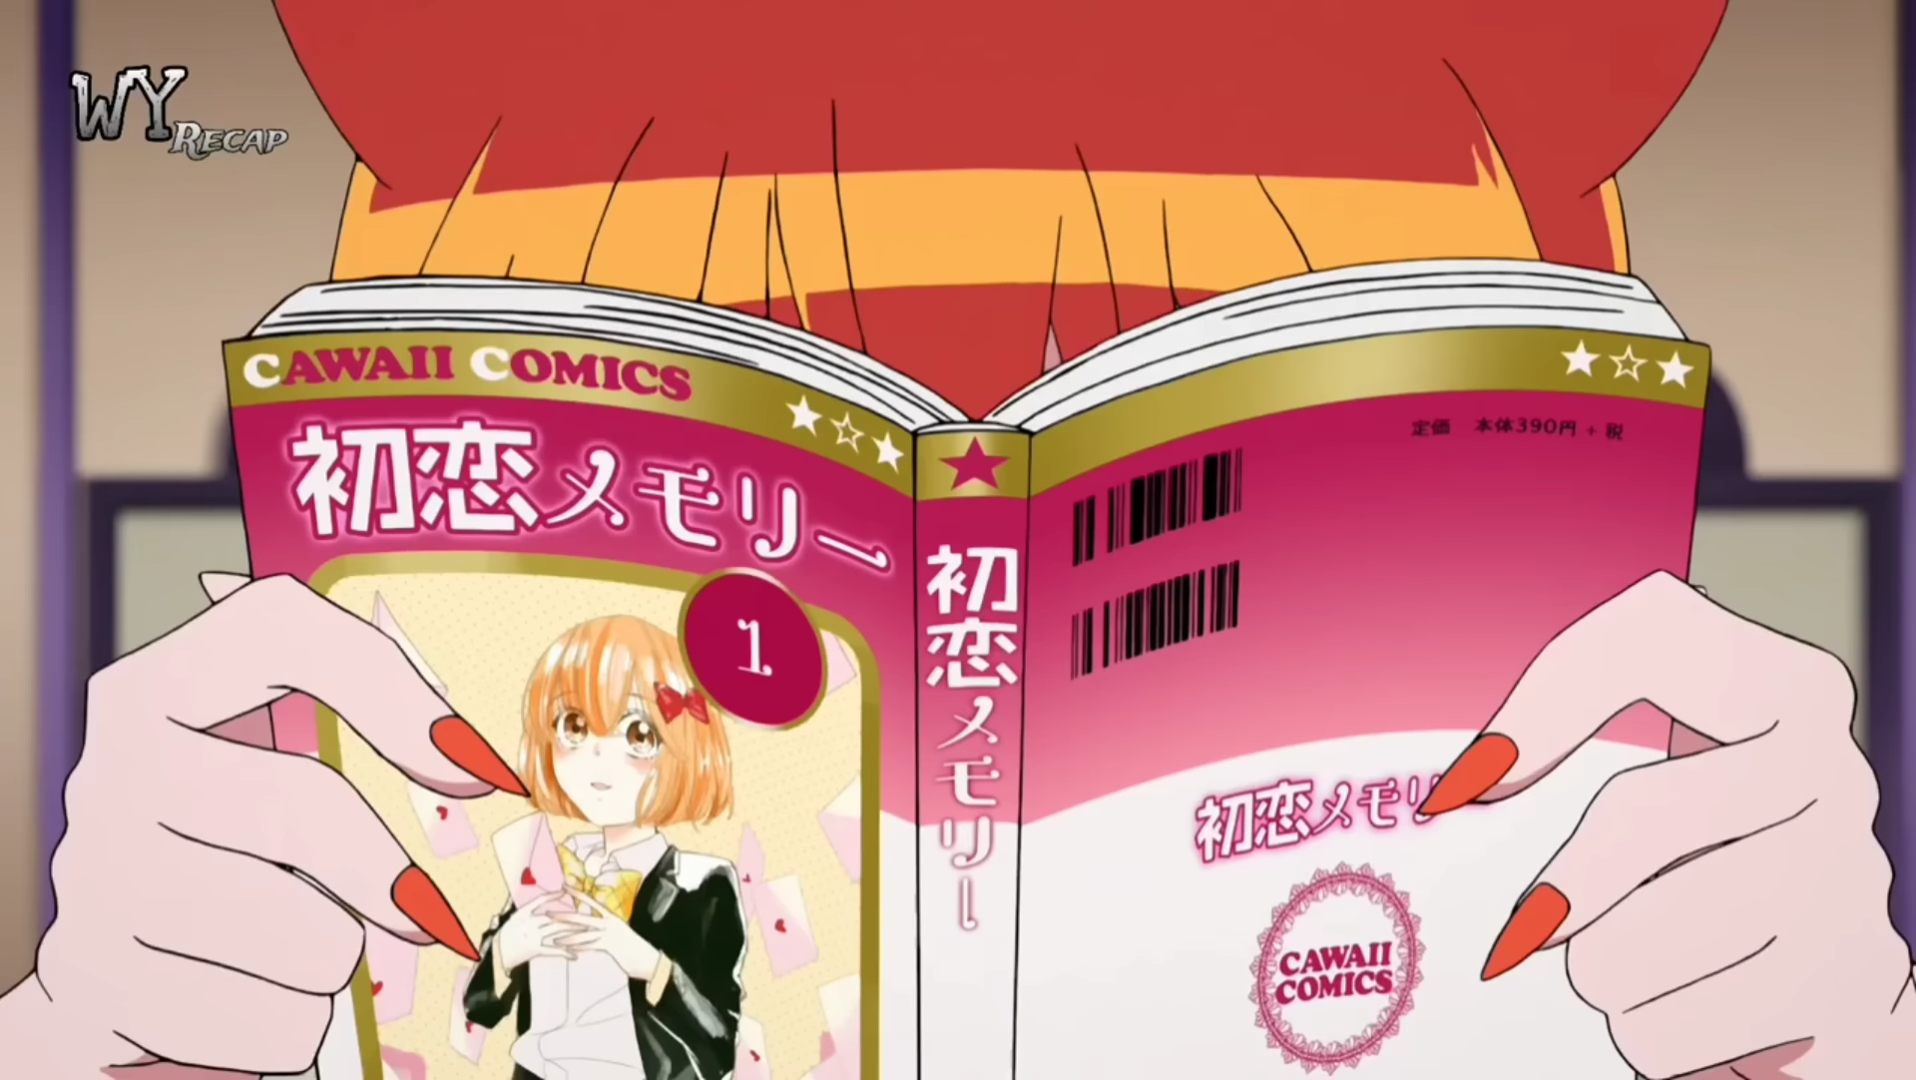 WY RECAP
CAWAII COMICS
初恋メモリー
1
初恋メモリー
定価 本体390円+税
初恋メモリ
CAWAII
COMICS